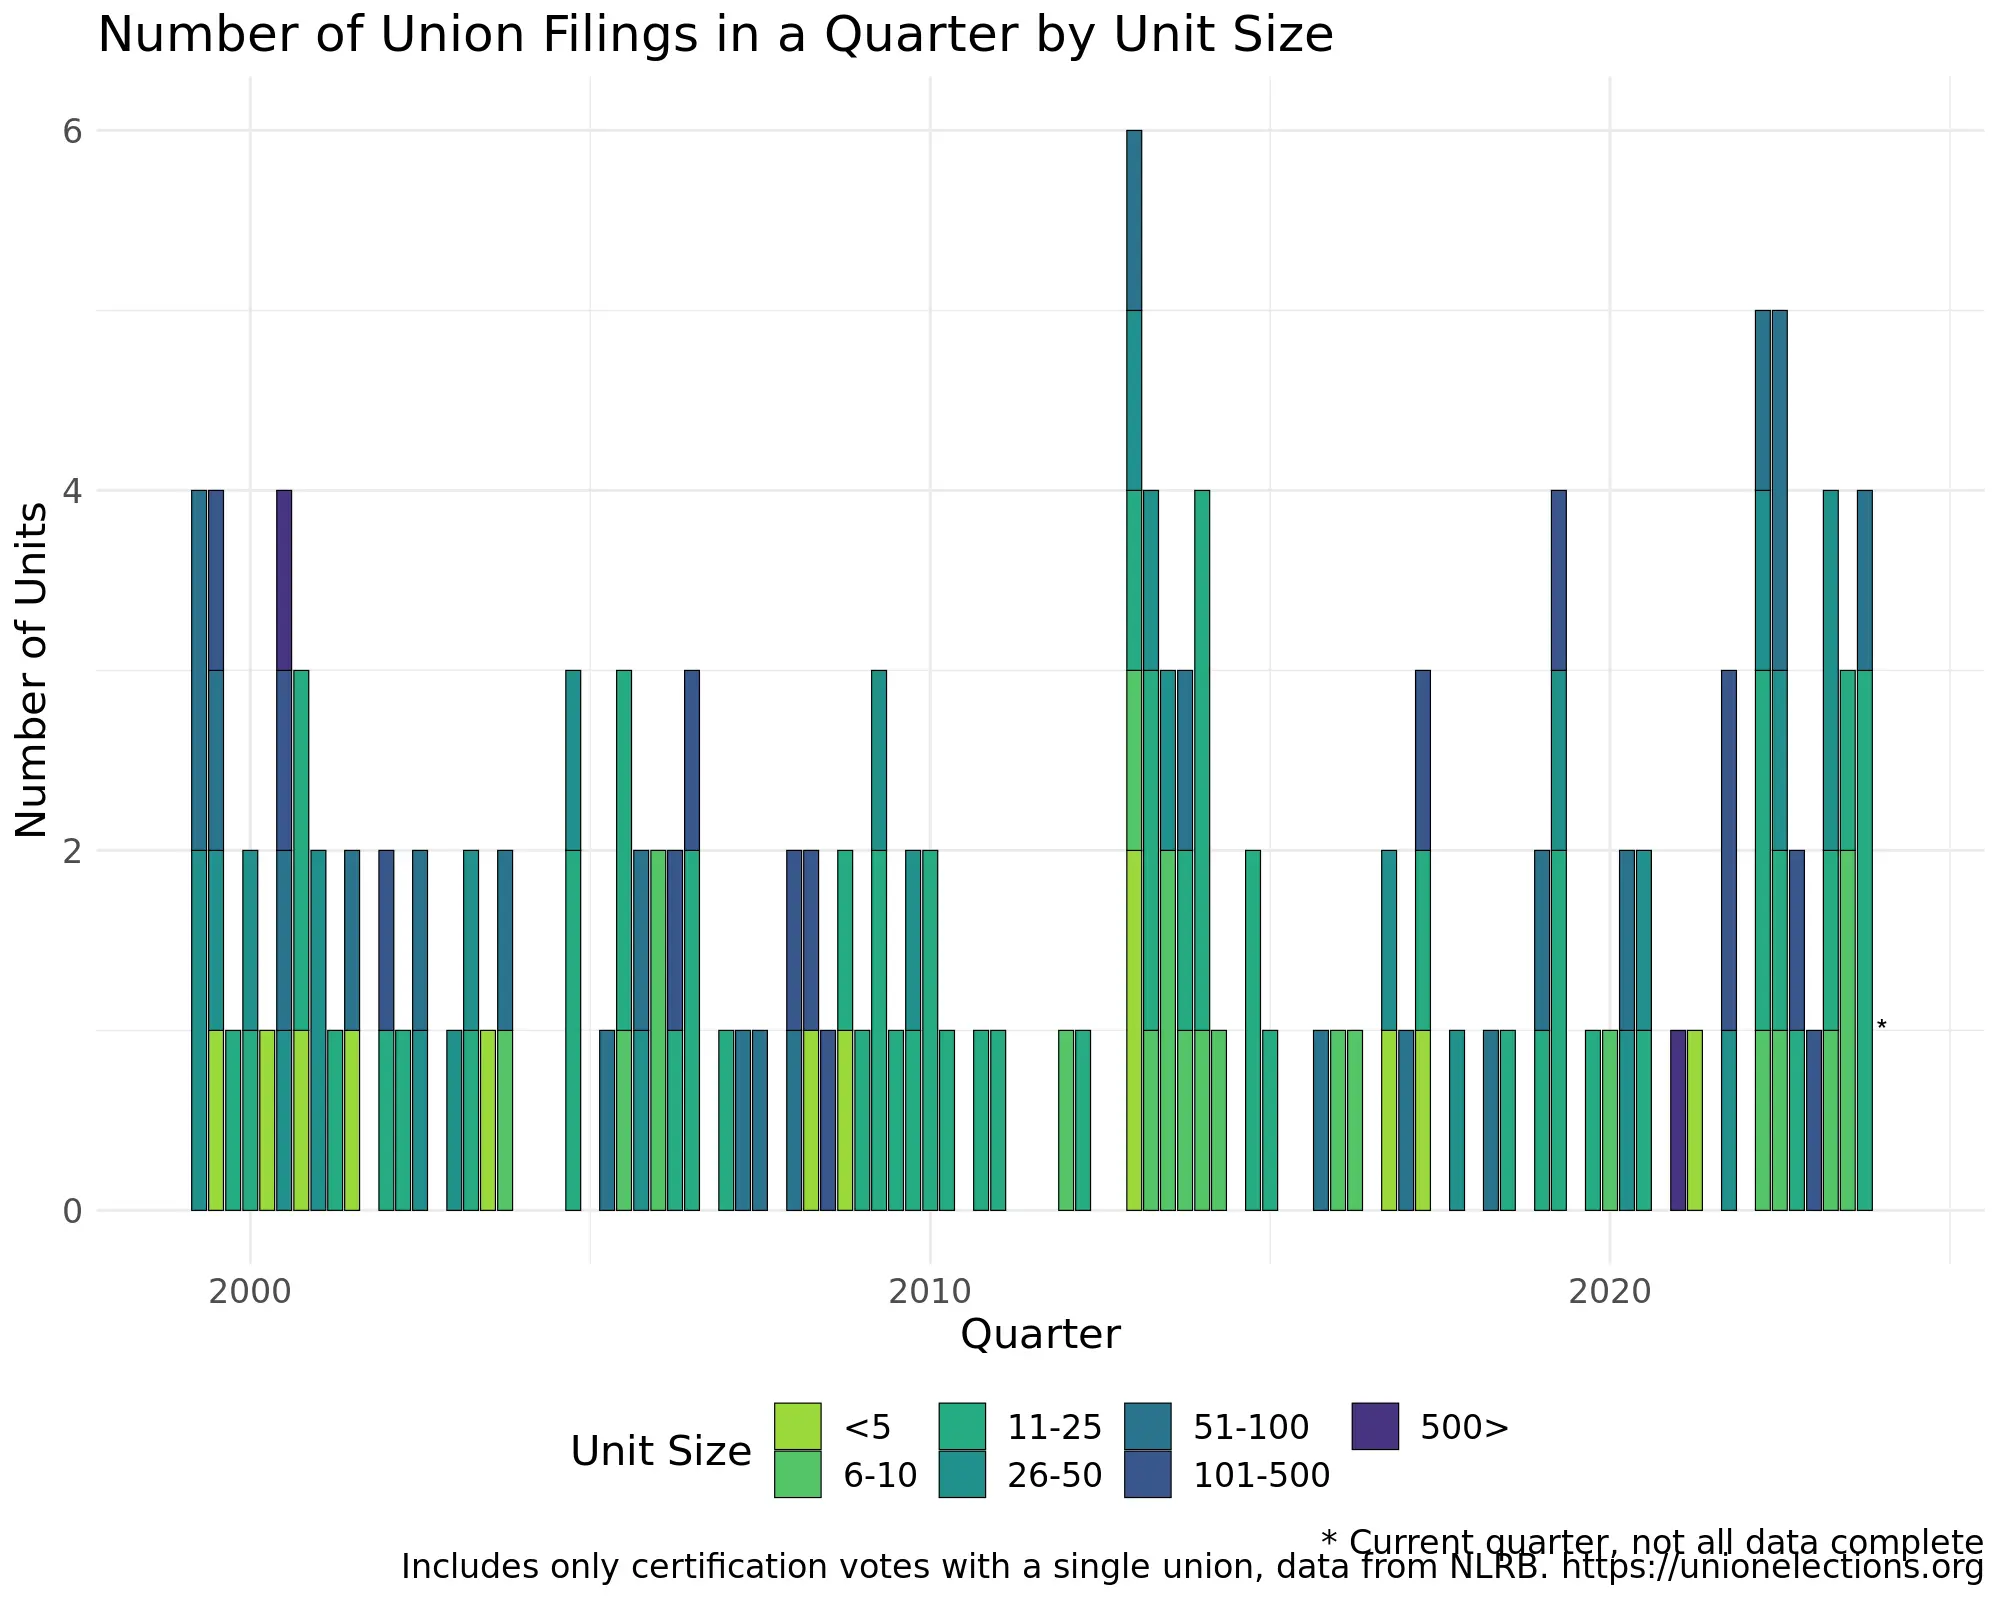 Number of Union Filings in a Quarter by Unit Size
Number of Units
6
4
2
0
*
2000 2010 2020
Quarter
Unit Size
<5 11-25 51-100 500>
6-10 26-50 101-500
* Current quarter, not all data complete
Includes only certification votes with a single union, data from NLRB. https://unionelections.org